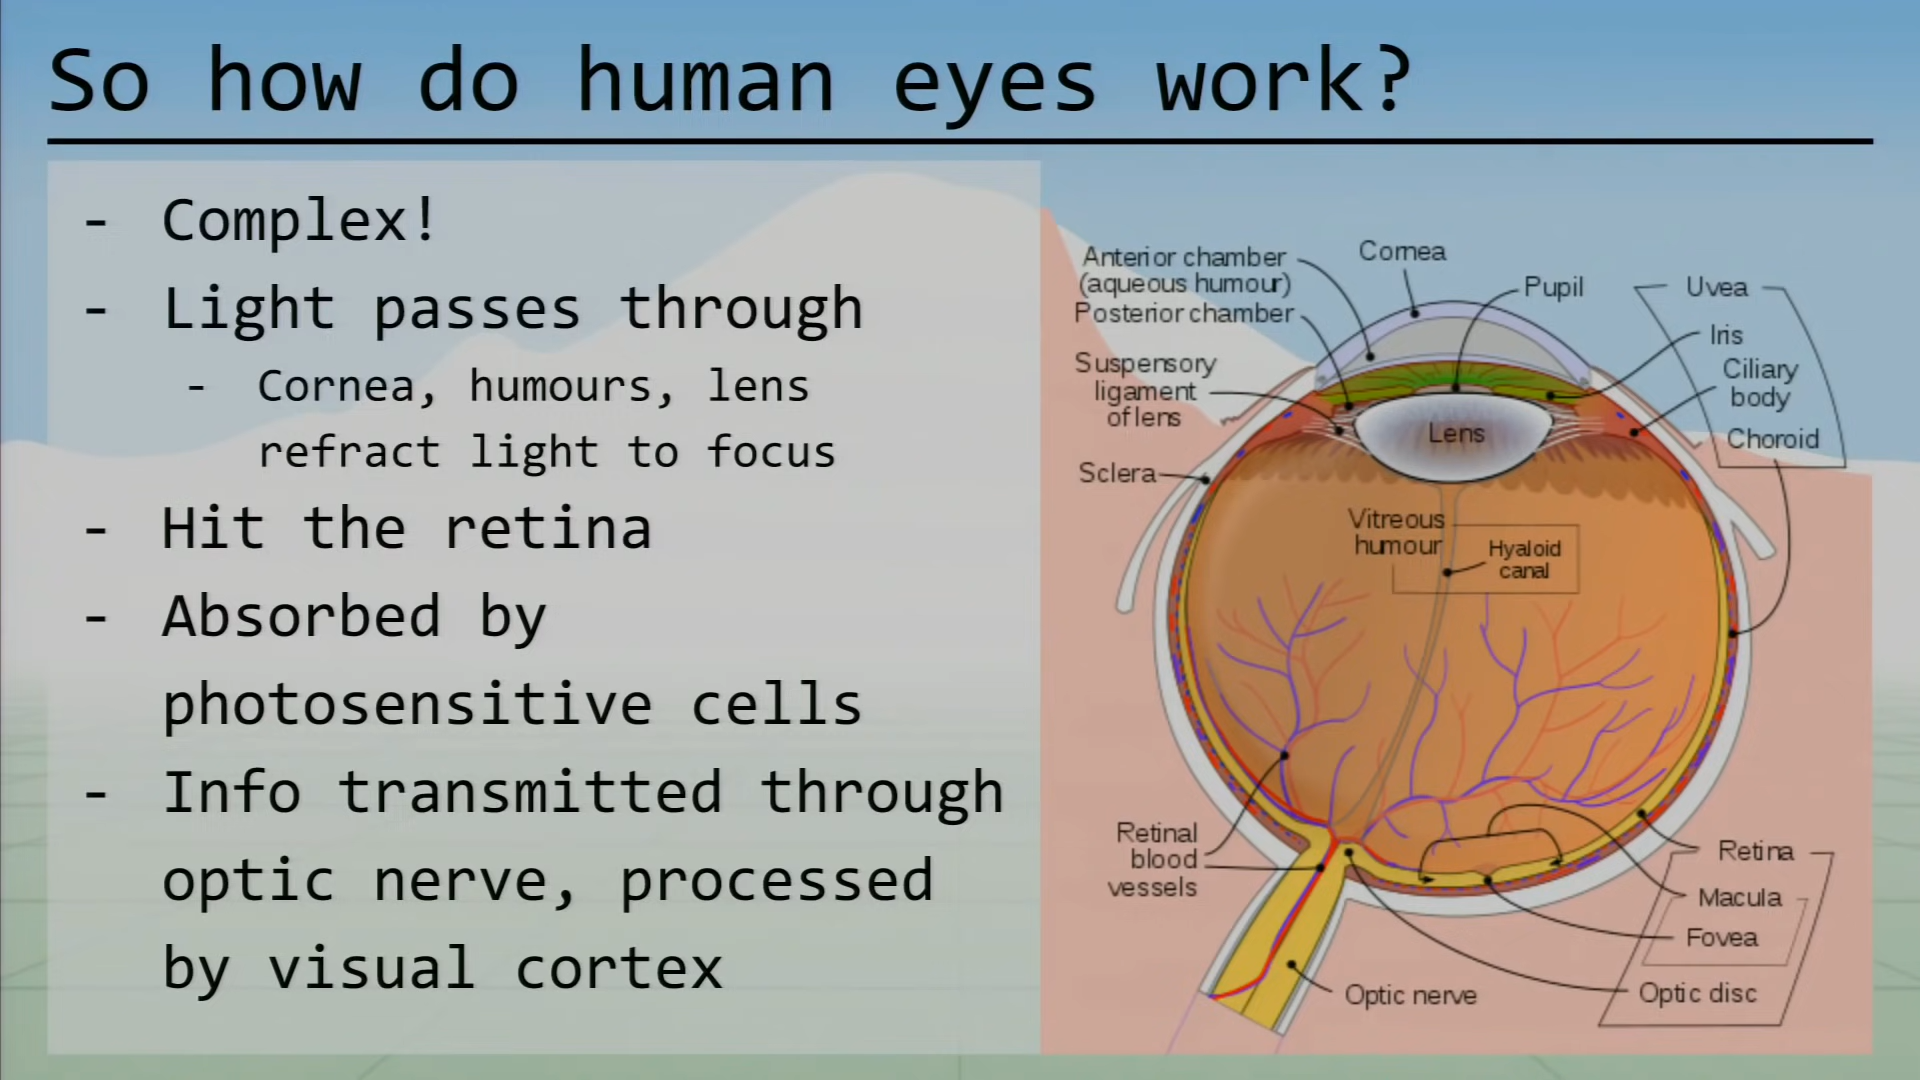 So how do human eyes work?
- Complex!
- Light passes through
- Cornea, humours, lens
refract light to focus
- Hit the retina
- Absorbed by
photosensitive cells
- Info transmitted through
optic nerve, processed
by visual cortex
Anterior chamber
(aqueous humour)
Posterior chamber
Cornea
Pupil
Uvea
Iris
Ciliary
body
Choroid
Suspensory
ligament
of lens
Lens
Sclera
Vitreous
humour
Hyaloid
canal
Retinal
blood
vessels
Retina
Macula
Fovea
Optic disc
Optic nerve